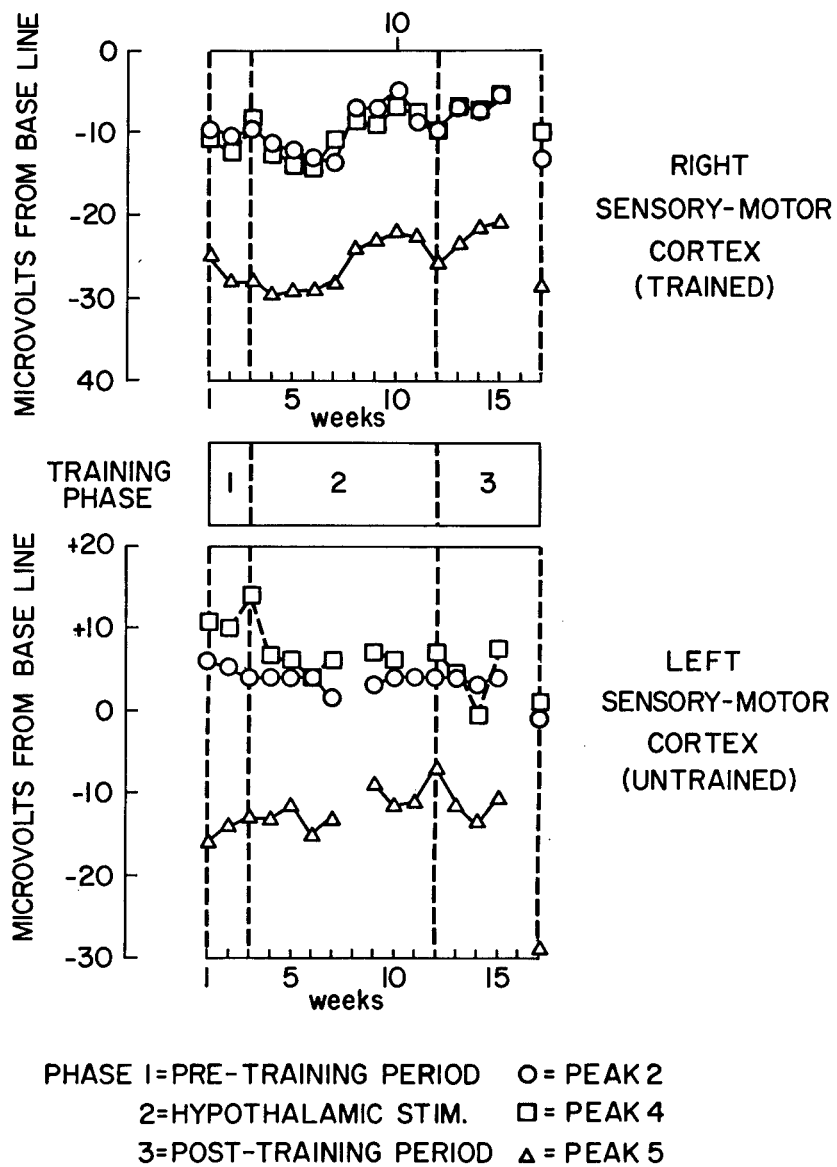 10
MICROVOLTS FROM BASE LINE
0
-10
-20
-30
40
1 5 10 15
weeks
RIGHT
SENSORY-MOTOR
CORTEX
(TRAINED)
TRAINING
PHASE
1 2 3
MICROVOLTS FROM BASE LINE
+20
+10
0
-10
-20
-30
1 5 10 15
weeks
LEFT
SENSORY-MOTOR
CORTEX
(UNTRAINED)
PHASE 1=PRE-TRAINING PERIOD ○= PEAK 2
2=HYPOTHALAMIC STIM. □= PEAK 4
3=POST-TRAINING PERIOD △= PEAK 5